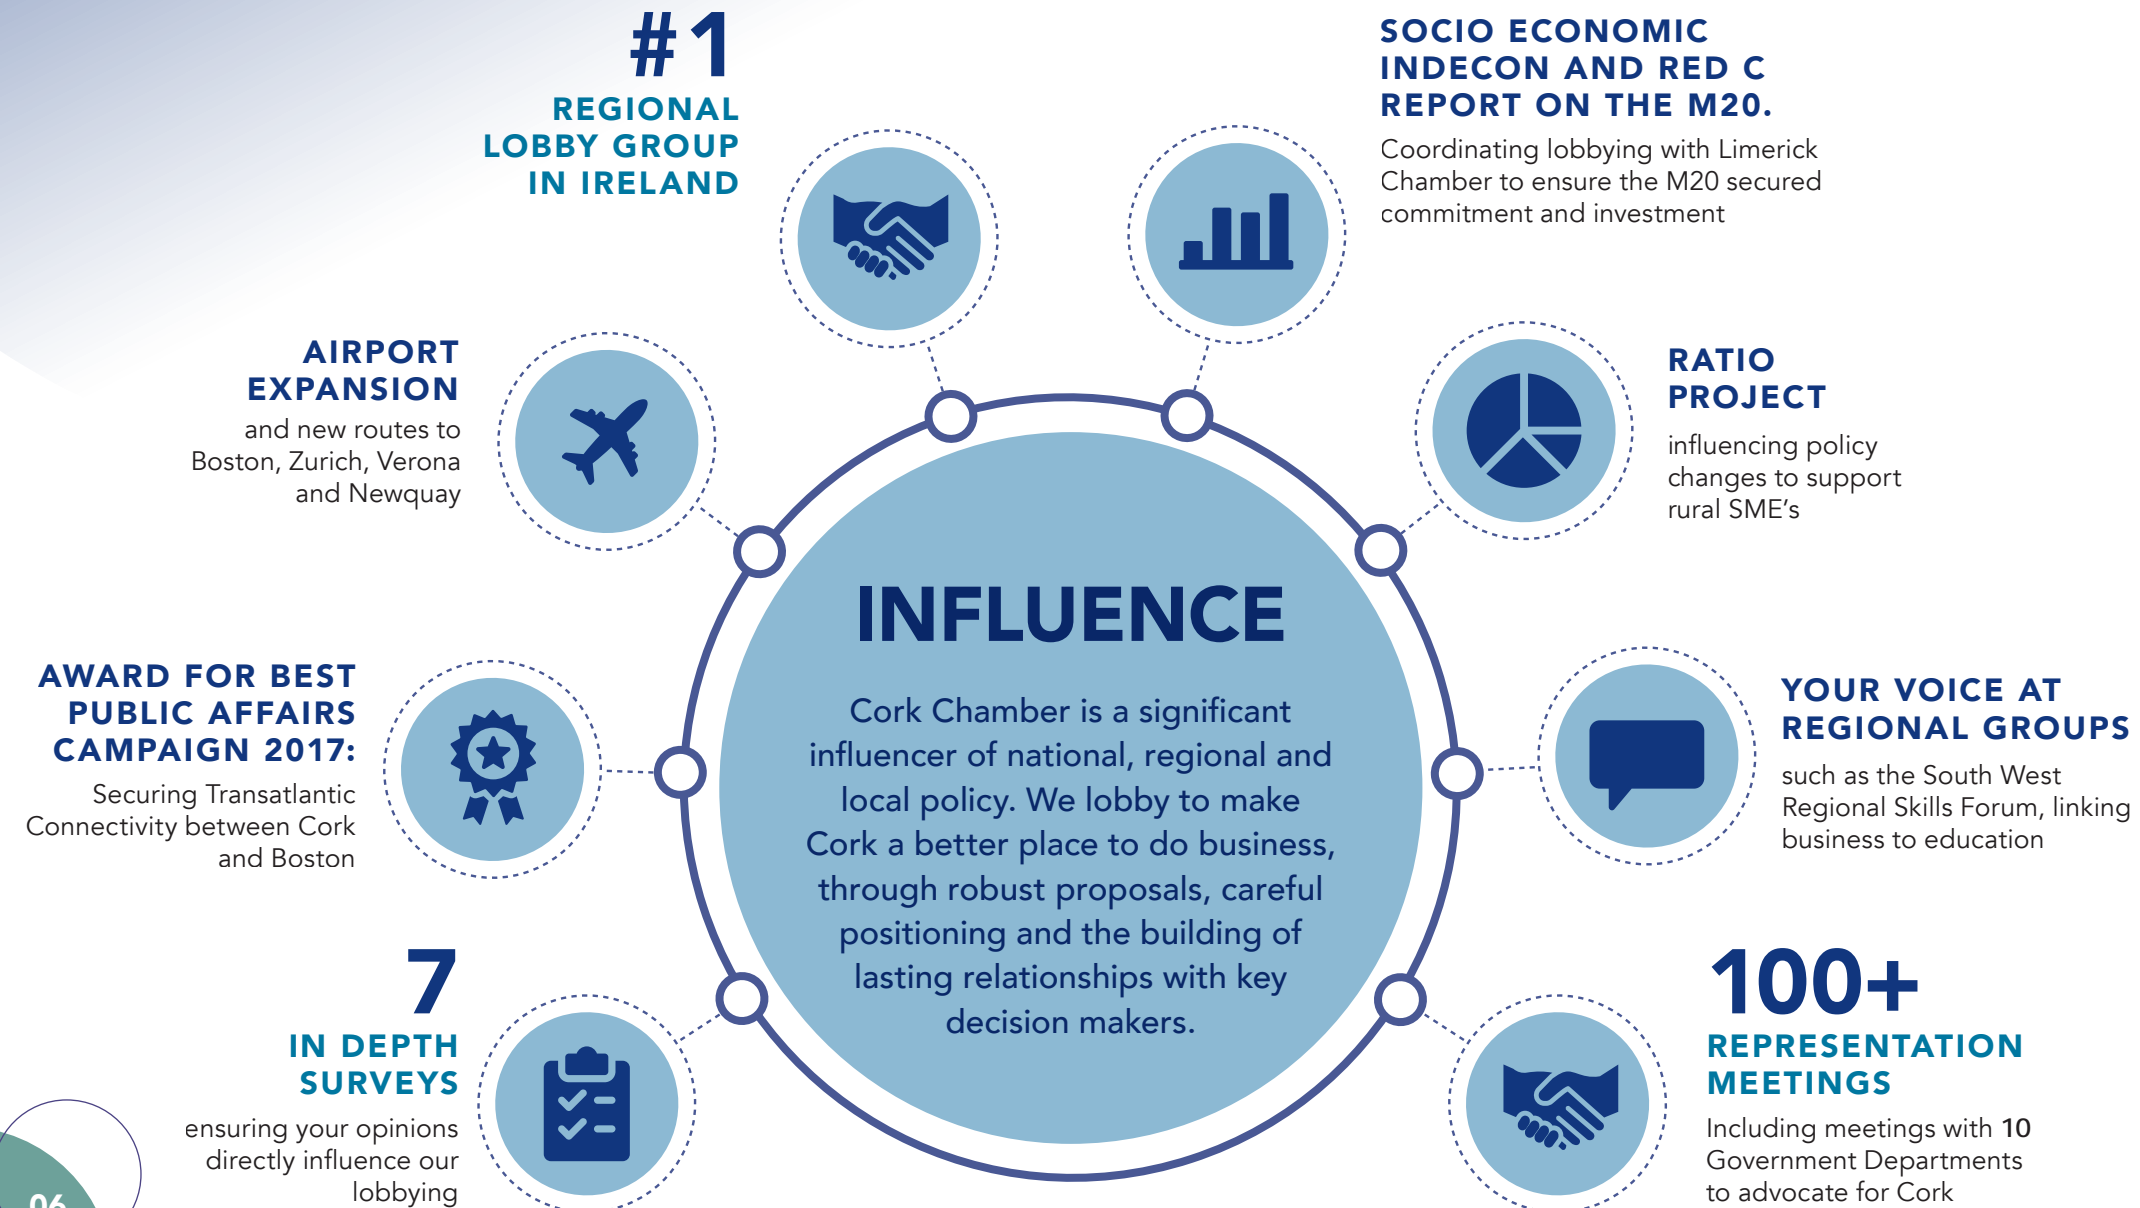 #1
REGIONAL
LOBBY GROUP
IN IRELAND
SOCIO ECONOMIC
INDECON AND RED C
REPORT ON THE M20.
Coordinating lobbying with Limerick
Chamber to ensure the M20 secured
commitment and investment
AIRPORT
EXPANSION
and new routes to
Boston, Zurich, Verona
and Newquay
RATIO
PROJECT
influencing policy
changes to support
rural SME’s
INFLUENCE
Cork Chamber is a significant
influencer of national, regional and
local policy. We lobby to make
Cork a better place to do business,
through robust proposals, careful
positioning and the building of
lasting relationships with key
decision makers.
AWARD FOR BEST
PUBLIC AFFAIRS
CAMPAIGN 2017:
Securing Transatlantic
Connectivity between Cork
and Boston
YOUR VOICE AT
REGIONAL GROUPS
such as the South West
Regional Skills Forum, linking
business to education
7
IN DEPTH
SURVEYS
ensuring your opinions
directly influence our
lobbying
100+
REPRESENTATION
MEETINGS
Including meetings with 10
Government Departments
to advocate for Cork
06